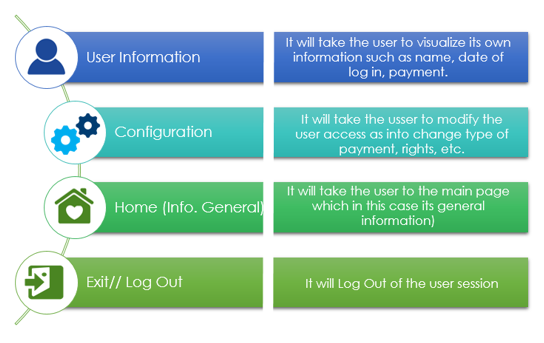 User Information
It will take the user to visualize its own
information such as name, date of
log in, payment.
Configuration
It will take the usser to modify the
user access as into change type of
payment, rights, etc.
Home (Info. General)
It will take the user to the main page
which in this case its general
information)
Exit// Log Out
It will Log Out of the user session